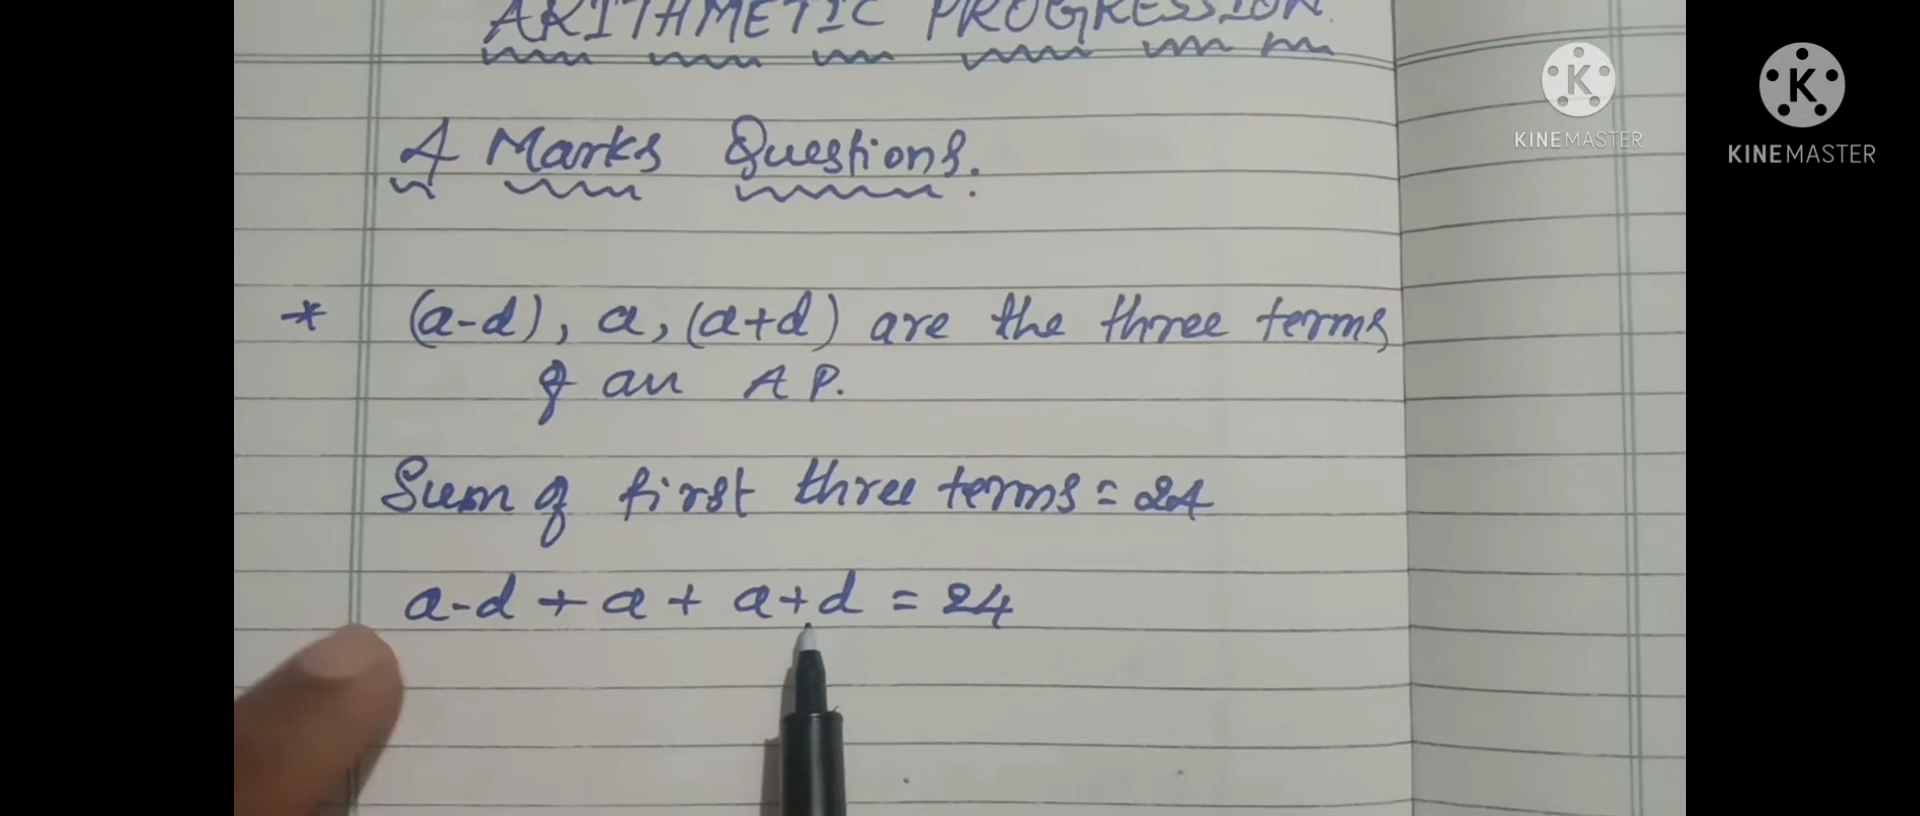 ARITHMETIC PROGRESSION.
4 Marks Questions.
* (a-d), a, (a+d) are the three terms
of an AP.
Sum of first three terms = 24
a-d + a + a+d = 24
KINEMASTER
KINEMASTER